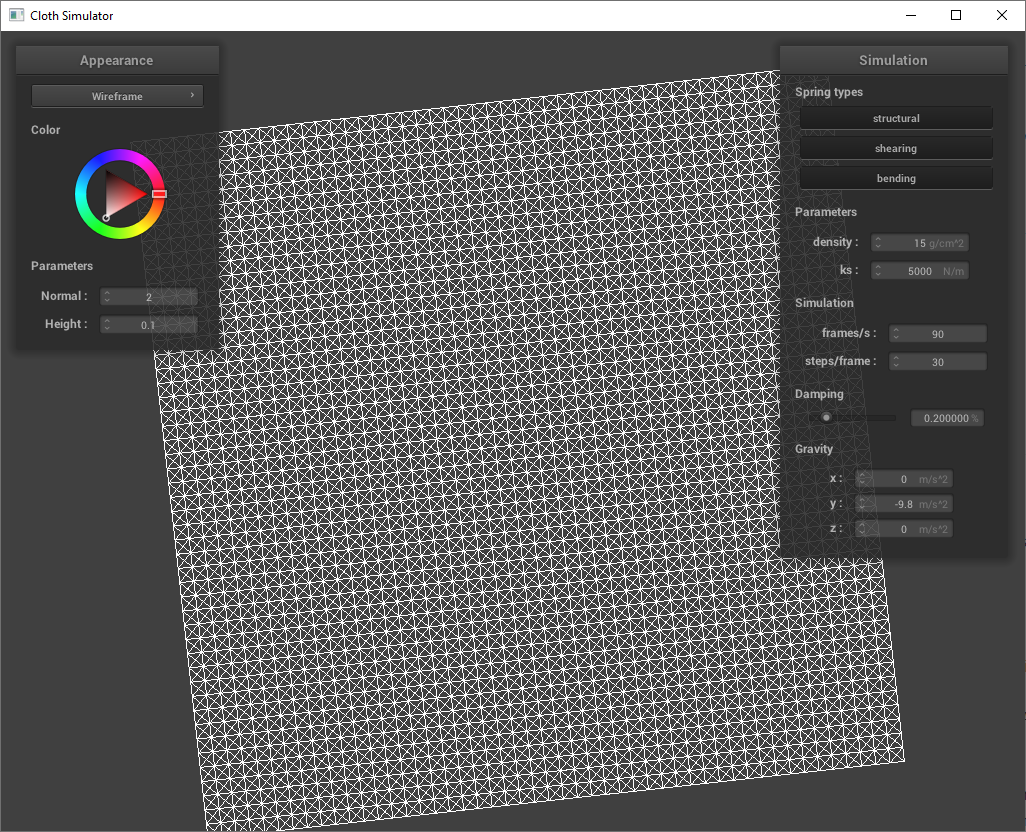 Cloth Simulator
Appearance
Wireframe
Color
Parameters
Normal : 2
Height : 0.1
Simulation
Spring types
structural
shearing
bending
Parameters
density : 15 g/cm^2
ks : 5000 N/m
Simulation
frames/s : 90
steps/frame : 30
Damping
0.200000 %
Gravity
x : 0 m/s^2
y : -9.8 m/s^2
z : 0 m/s^2